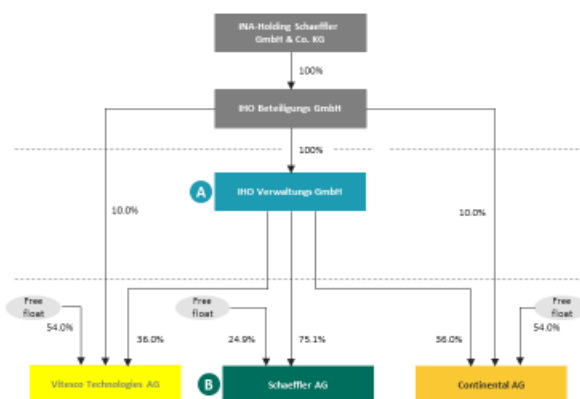 INA-Holding Schaeffler
GmbH & Co. KG
100%
IHO Beteiligungs GmbH
100%
A
IHO Verwaltungs GmbH
10.0%
10.0%
Free
float
54.0%
36.0%
Free
float
24.9%
75.1%
36.0%
Free
float
54.0%
Vitesco Technologies AG
B
Schaeffler AG
Continental AG